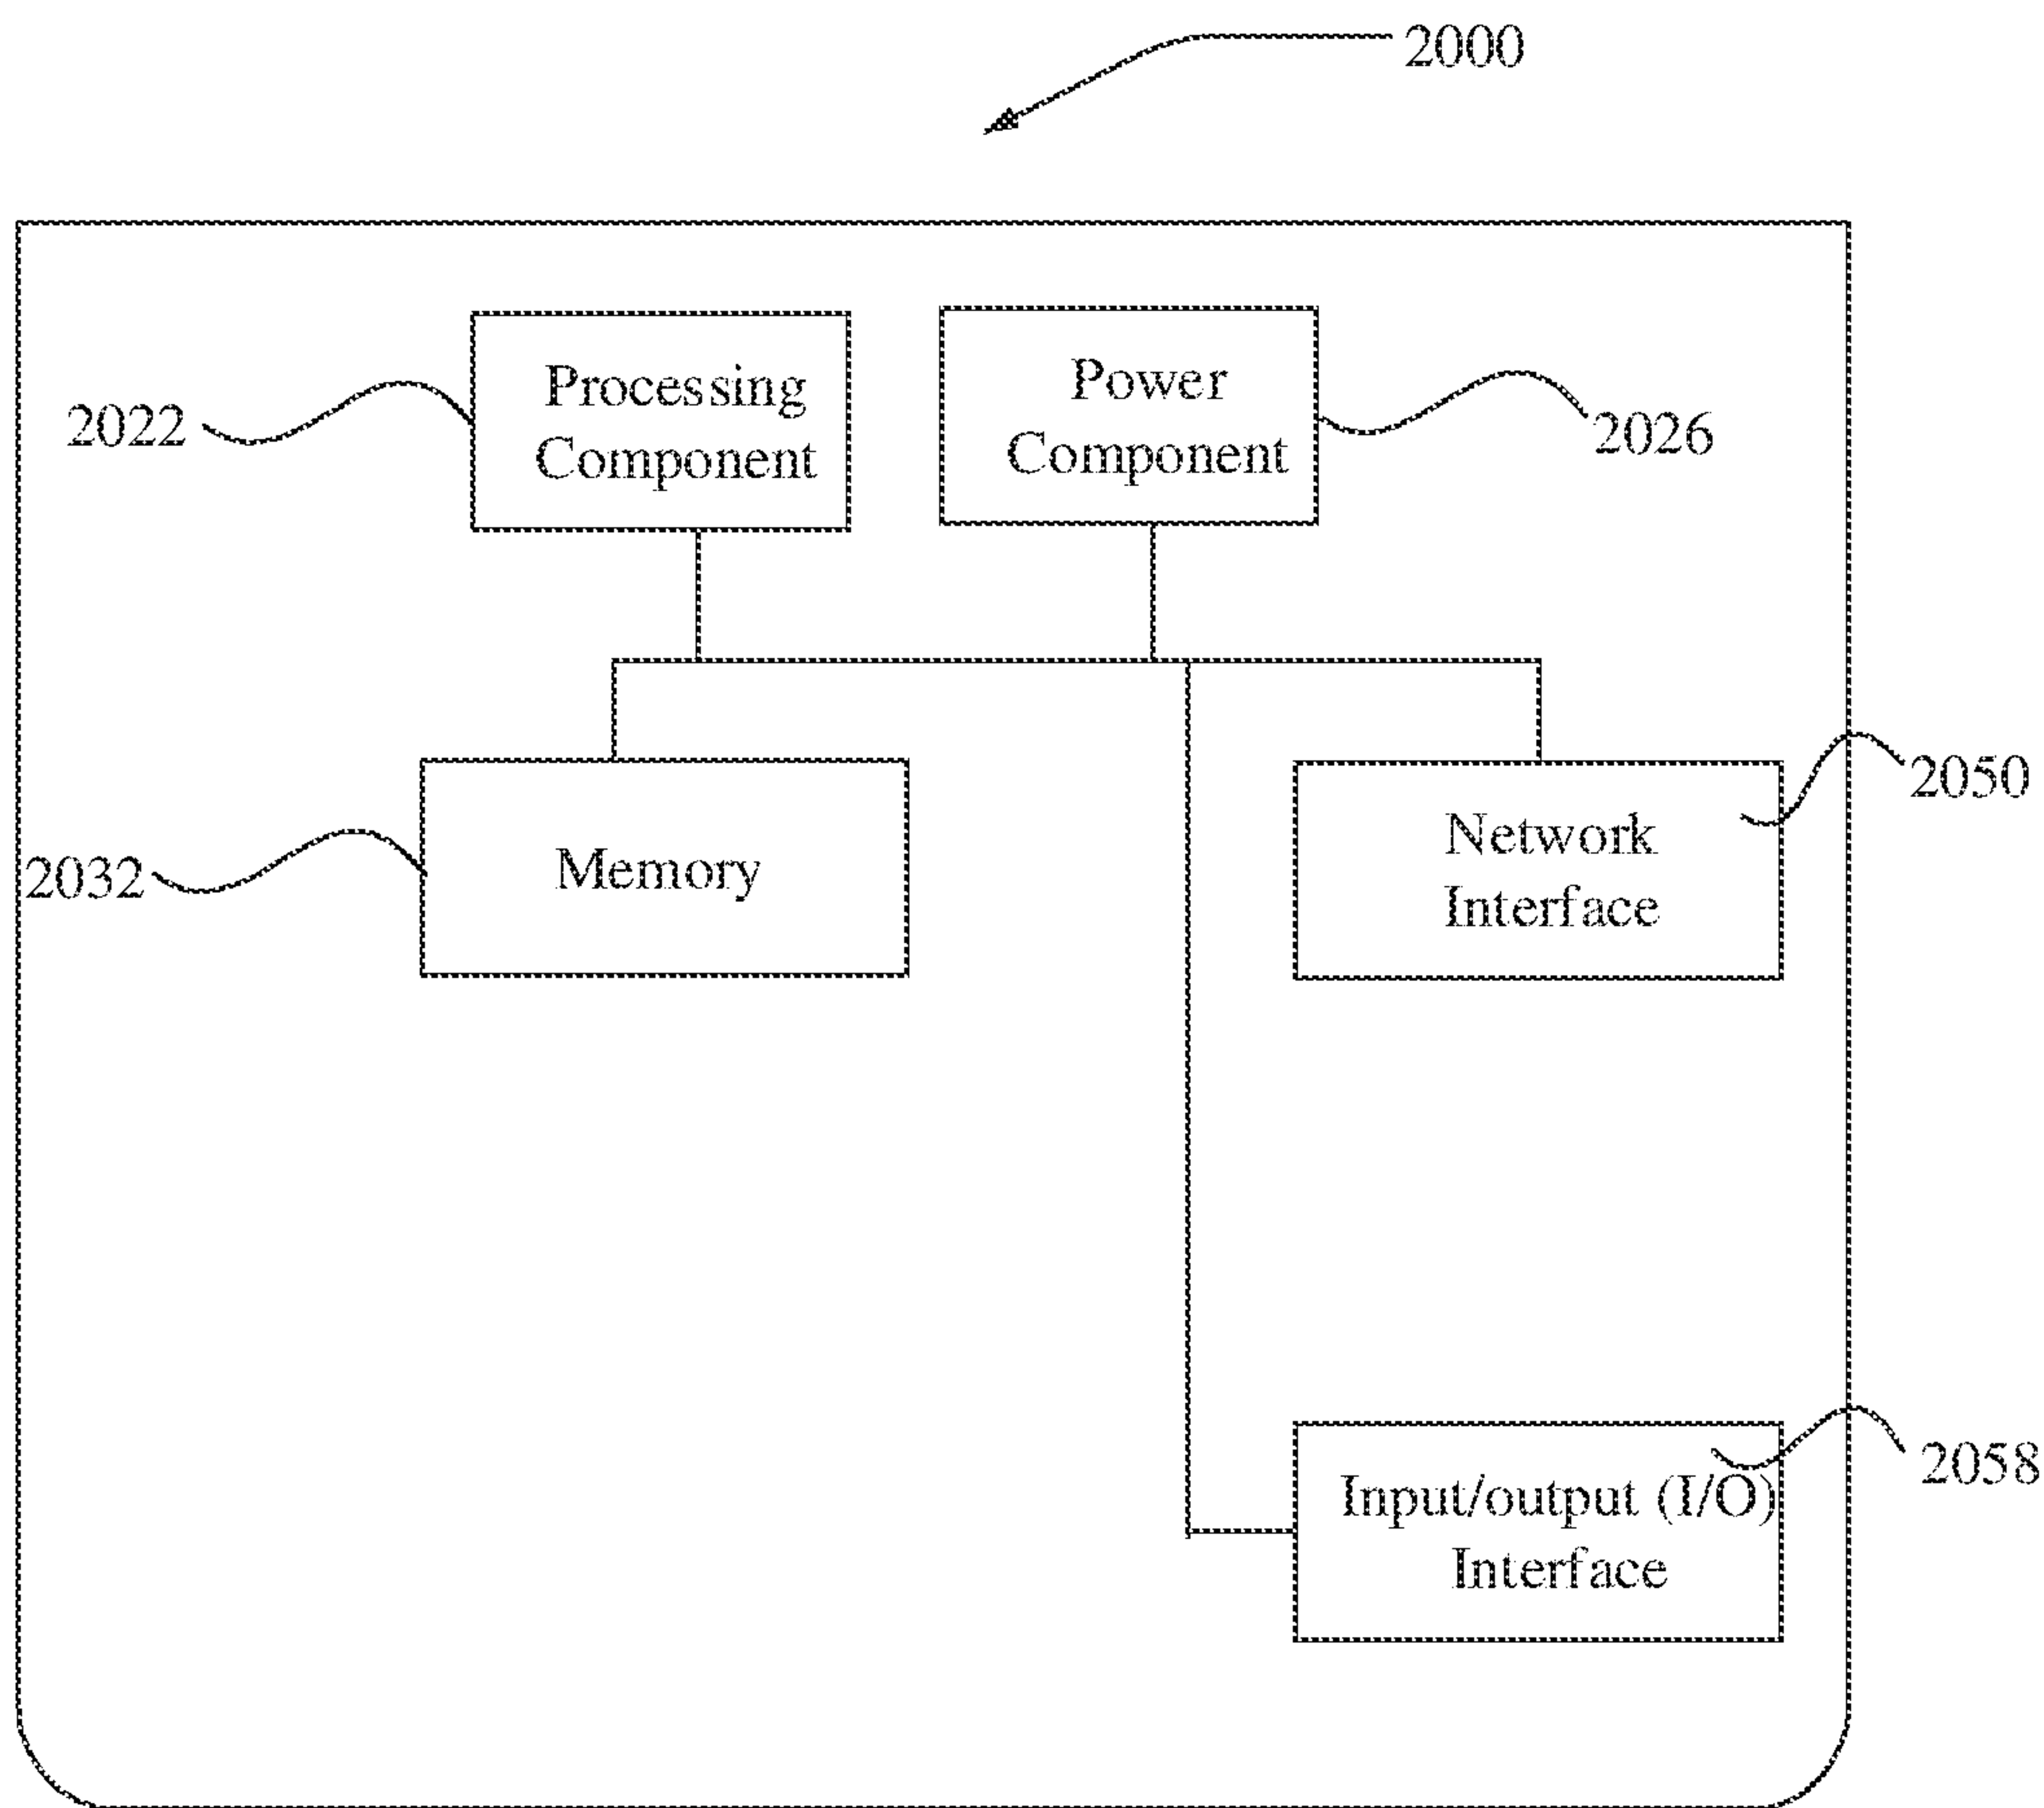 2000
Processing
Component
Power
Component
2022
2026
Memory
2032
Network
Interface
2050
Input/output (I/O)
Interface
2058